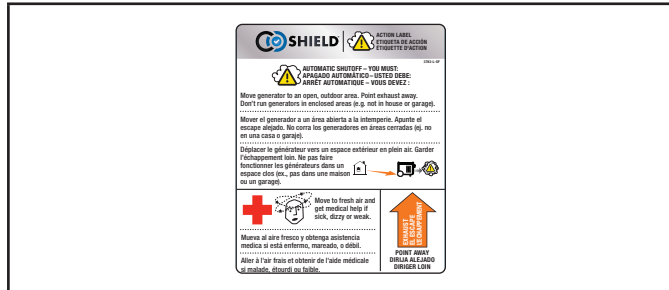 CO SHIELD
ACTION LABEL
ETIQUETA DE ACCIÓN
ÉTIQUETTE D'ACTION
AUTOMATIC SHUTOFF – YOU MUST:
APAGADO AUTOMÁTICO – USTED DEBE:
ARRÊT AUTOMATIQUE – VOUS DEVEZ :
Move generator to an open, outdoor area. Point exhaust away.
Don't run generators in enclosed areas (e.g. not in house or garage).
Mover el generador a un área abierta a la intemperie. Apunte el
escape alejado. No corra los generadores en áreas cerradas (ej. no
en una casa o garaje).
Déplacer le générateur vers un espace extérieur en plein air. Garder
l'échappement loin. Ne pas faire
fonctionner les générateurs dans un
espace clos (ex., pas dans une maison
ou un garage).
Move to fresh air and
get medical help if
sick, dizzy or weak.
Mueva al aire fresco y obtenga asistencia
medica si está enfermo, mareado, o débil.
Aller à l'air frais et obtenir de l'aide médicale
si malade, étourdi ou faible.
EXHAUST
EL ESCAPE
L'ÉCHAPPEMENT
POINT AWAY
DIRIJA ALEJADO
DIRIGER LOIN